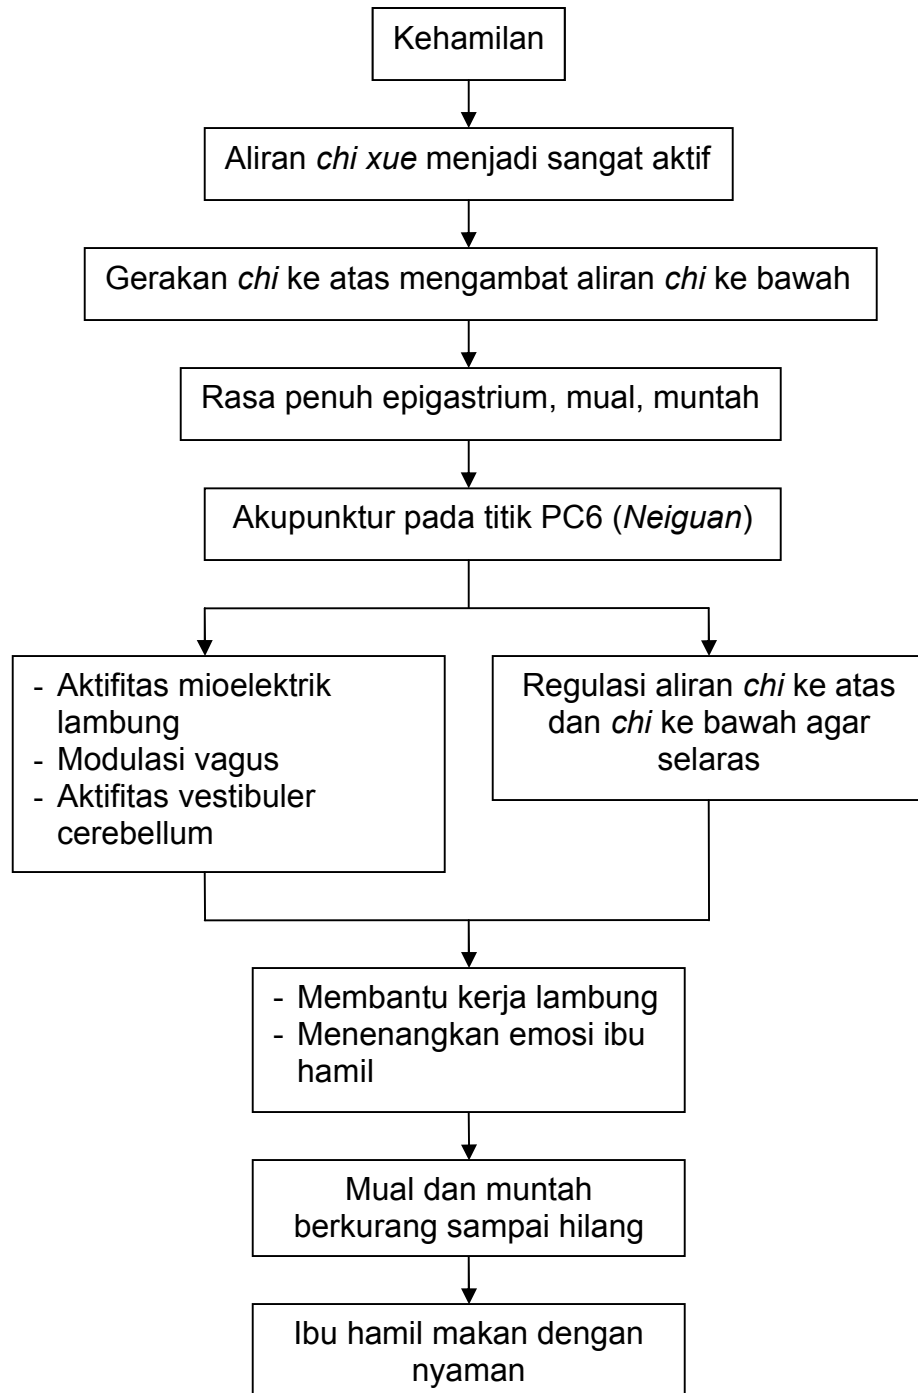 Kehamilan
Aliran chi xue menjadi sangat aktif
Gerakan chi ke atas mengambat aliran chi ke bawah
Rasa penuh epigastrium, mual, muntah
Akupunktur pada titik PC6 (Neiguan)
- Aktifitas mioelektrik
lambung
- Modulasi vagus
- Aktifitas vestibuler
cerebellum
Regulasi aliran chi ke atas
dan chi ke bawah agar
selaras
- Membantu kerja lambung
- Menenangkan emosi ibu
hamil
Mual dan muntah
berkurang sampai hilang
Ibu hamil makan dengan
nyaman